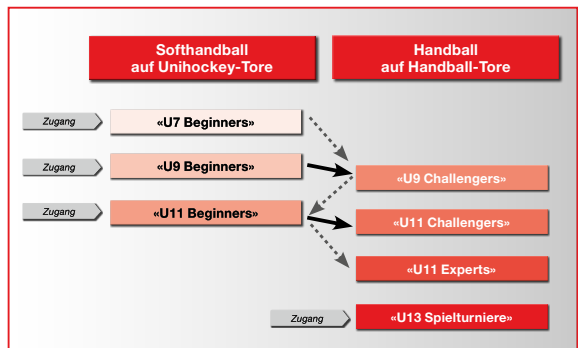 Softhandball
auf Unihockey-Tore
Handball
auf Handball-Tore
Zugang
«U7 Beginners»
Zugang
«U9 Beginners»
«U9 Challengers»
Zugang
«U11 Beginners»
«U11 Challengers»
«U11 Experts»
Zugang
«U13 Spielturniere»